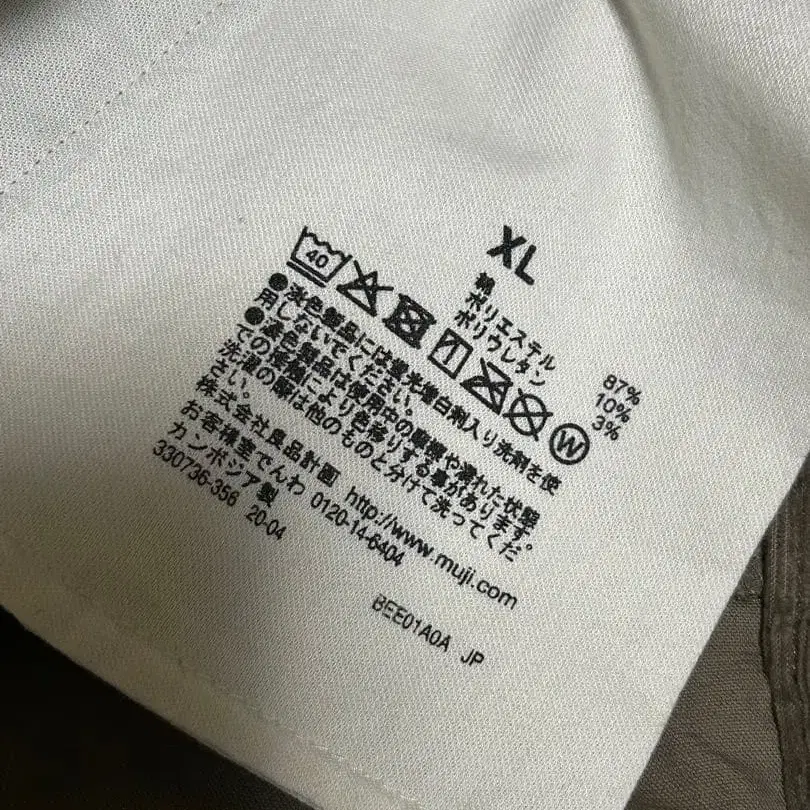 XL
綿 87%
ポリエステル 10%
ポリウレタン 3%
40
W
●淡色製品には蛍光増白剤入り洗剤を使
用しないでください。
●濃色製品は使用中の摩擦や濡れた状態
での接触により色移りする事があります。
洗濯の際は他のものと分けて洗ってくだ
さい。
株式会社良品計画 http://www.muji.com
お客様室でんわ 0120-14-6404
カンボジア製
330736-356 20-04
BEE01A0A JP